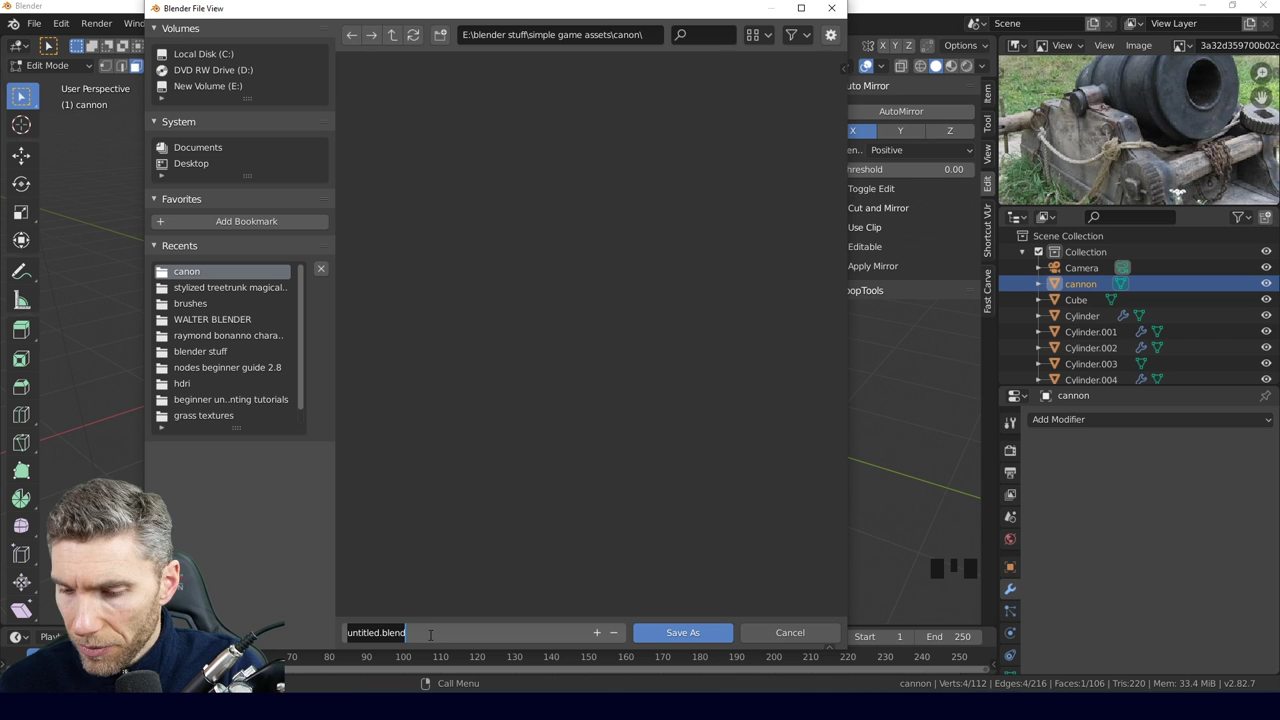 Blender
Blender File View
File Edit Render Window
Scene
View Layer
Volumes
Local Disk (C:)
DVD RW Drive (D:)
New Volume (E:)
E:\blender stuff\simple game assets\canon\
X Y Z Options
View View Image 3a32d359700b02c
Edit Mode
User Perspective
(1) cannon
System
Documents
Desktop
Favorites
Add Bookmark
Recents
canon
stylized treetrunk magical..
brushes
WALTER BLENDER
raymond bonanno chara..
blender stuff
nodes beginner guide 2.8
hdri
beginner un..nting tutorials
grass textures
uto Mirror
AutoMirror
X Y Z
en.. Positive
hreshold 0.00
Toggle Edit
Cut and Mirror
Use Clip
Editable
Apply Mirror
oopTools
Item
Tool
View
Edit
Shortcut VUr
Fast Carve
Scene Collection
Collection
Camera
cannon
Cube
Cylinder
Cylinder.001
Cylinder.002
Cylinder.003
Cylinder.004
cannon
Add Modifier
untitled.blend
Save As
Cancel
Start 1 End 250
70 80 90 100 110 120 130 140 150 160 170 180 190 200 210 220 230 240 250
Call Menu
cannon | Verts:4/112 | Edges:4/216 | Faces:1/106 | Tris:220 | Mem: 33.4 MiB | v2.82.7